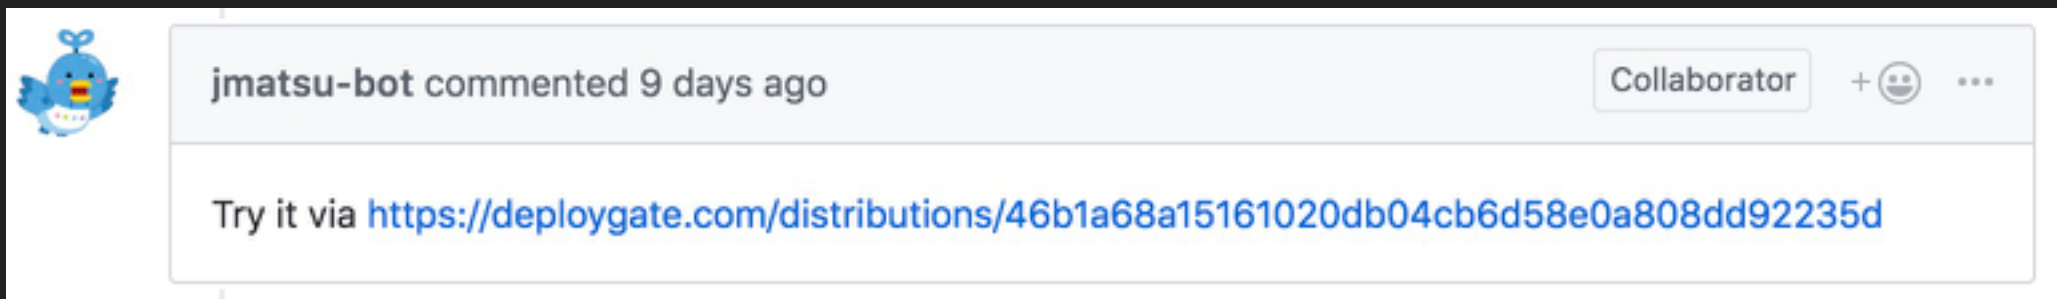 jmatsu-bot commented 9 days ago
Collaborator
Try it via https://deploygate.com/distributions/46b1a68a15161020db04cb6d58e0a808dd92235d